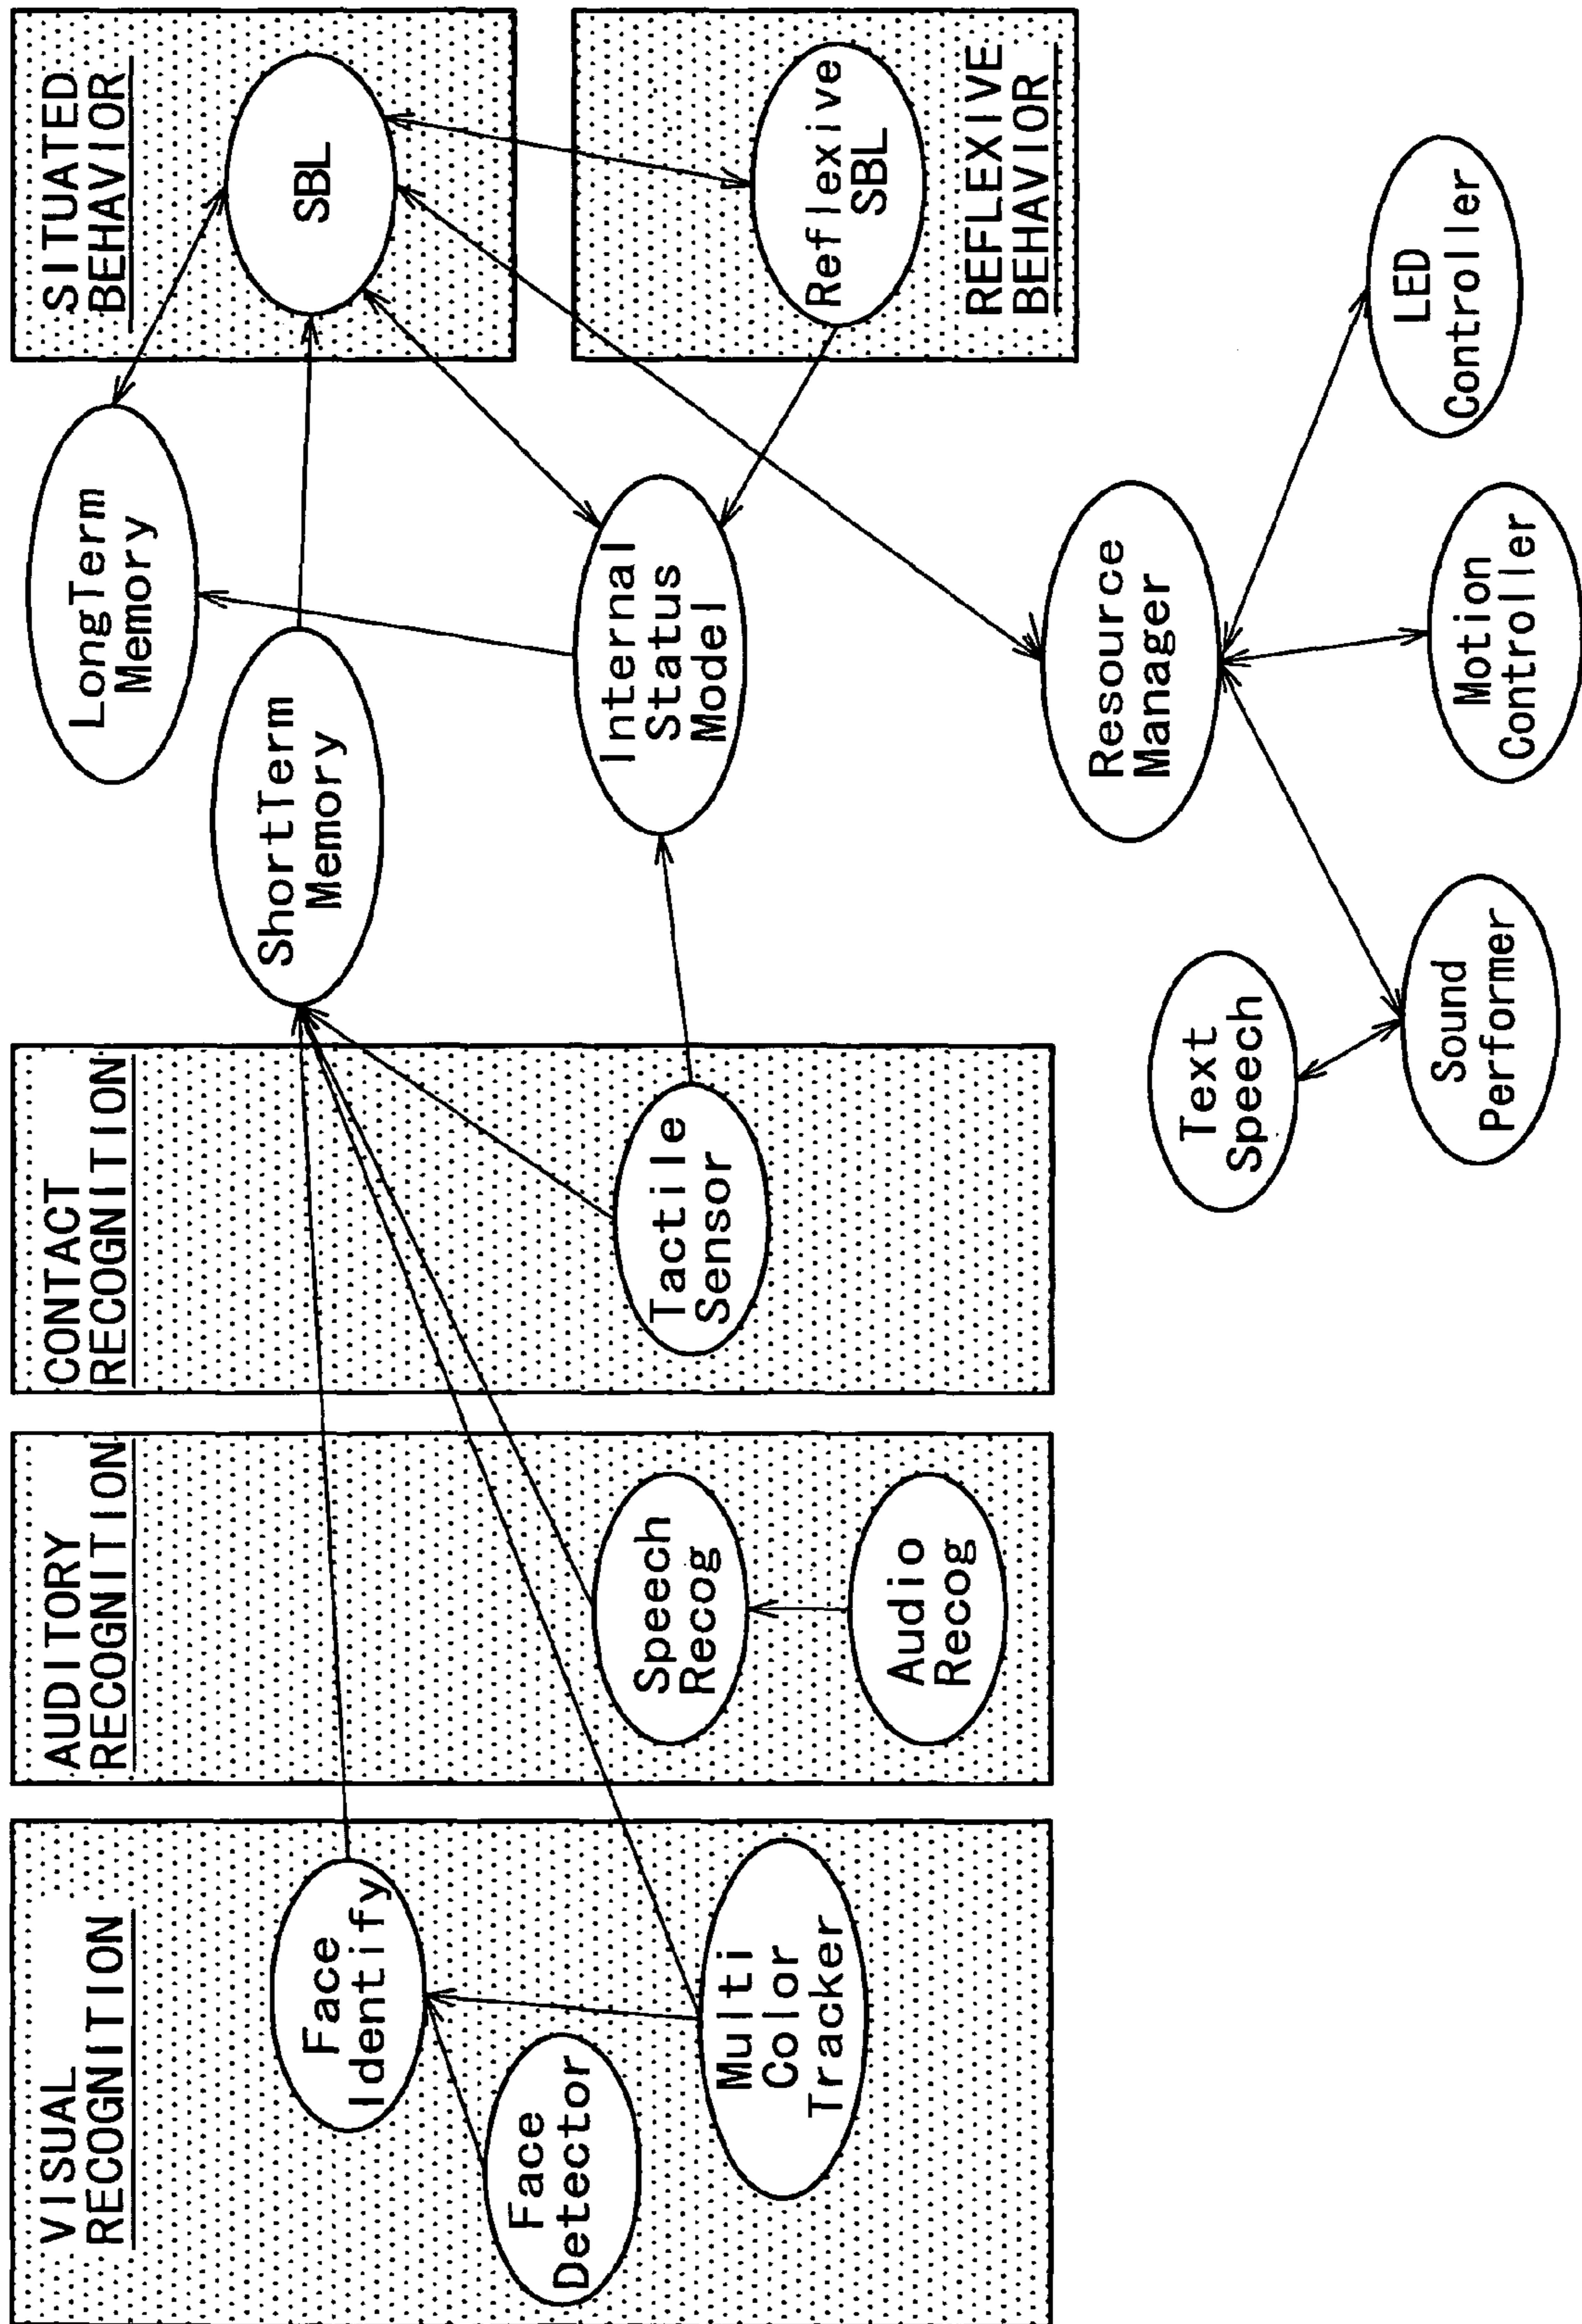 VISUAL
RECOGNITION
Face
Identify
Face
Detector
Multi
Color
Tracker
AUDITORY
RECOGNITION
Speech
Recog
Audio
Recog
CONTACT
RECOGNITION
Tactile
Sensor
ShortTerm
Memory
LongTerm
Memory
Internal
Status
Model
SITUATED
BEHAVIOR
SBL
Reflexive
SBL
REFLEXIVE
BEHAVIOR
Resource
Manager
Text
Speech
Sound
Performer
Motion
Controller
LED
Controller